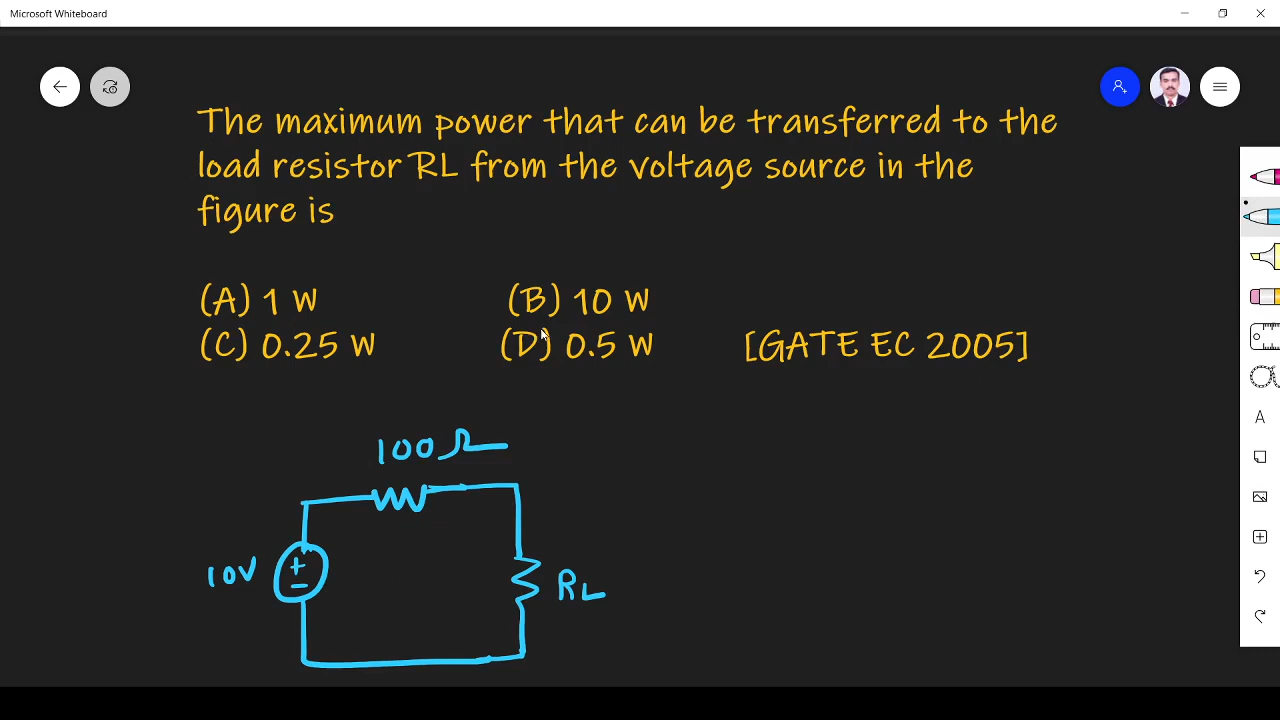 Microsoft Whiteboard
The maximum power that can be transferred to the
load resistor RL from the voltage source in the
figure is
(A) 1 W (B) 10 W
(C) 0.25 W (D) 0.5 W [GATE EC 2005]
100 Ω
10V
+
−
RL
A